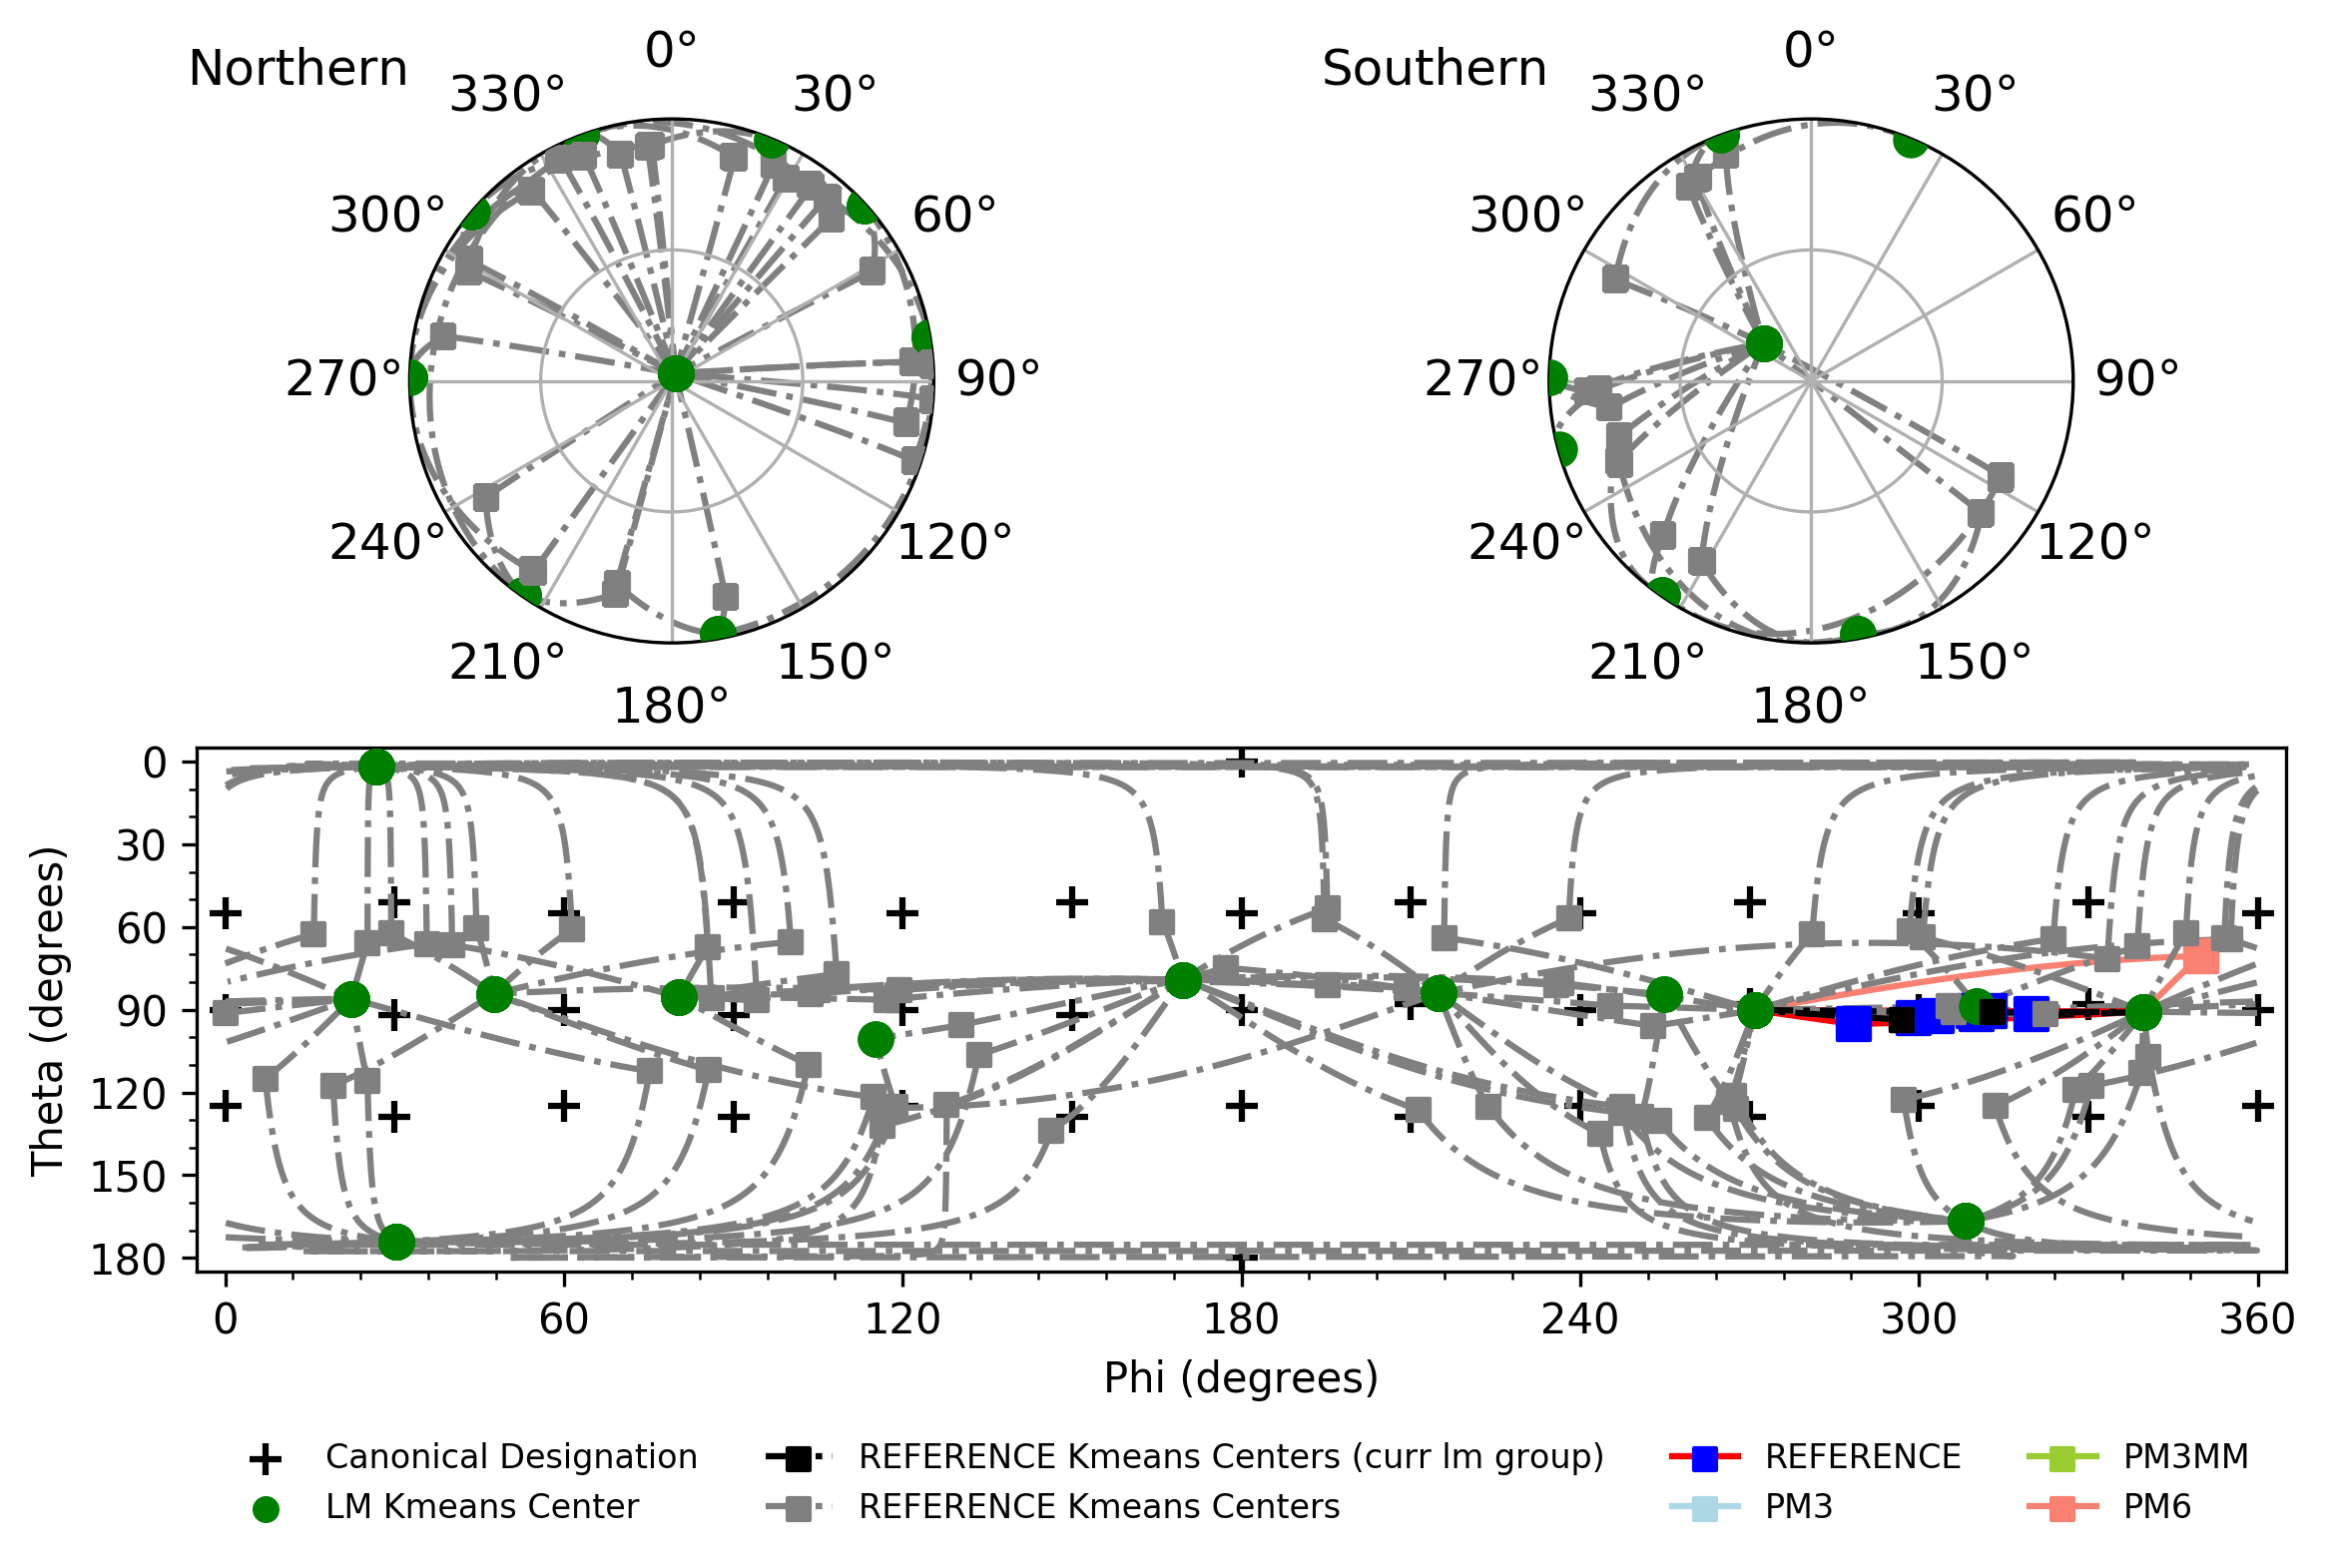 Northern
0°
30°
60°
90°
120°
150°
180°
210°
240°
270°
300°
330°
Southern
0°
30°
60°
90°
120°
150°
180°
210°
240°
270°
300°
330°
Theta (degrees)
0
30
60
90
120
150
180
0 60 120 180 240 300 360
Phi (degrees)
Canonical Designation
LM Kmeans Center
REFERENCE Kmeans Centers (curr lm group)
REFERENCE Kmeans Centers
REFERENCE
PM3
PM3MM
PM6